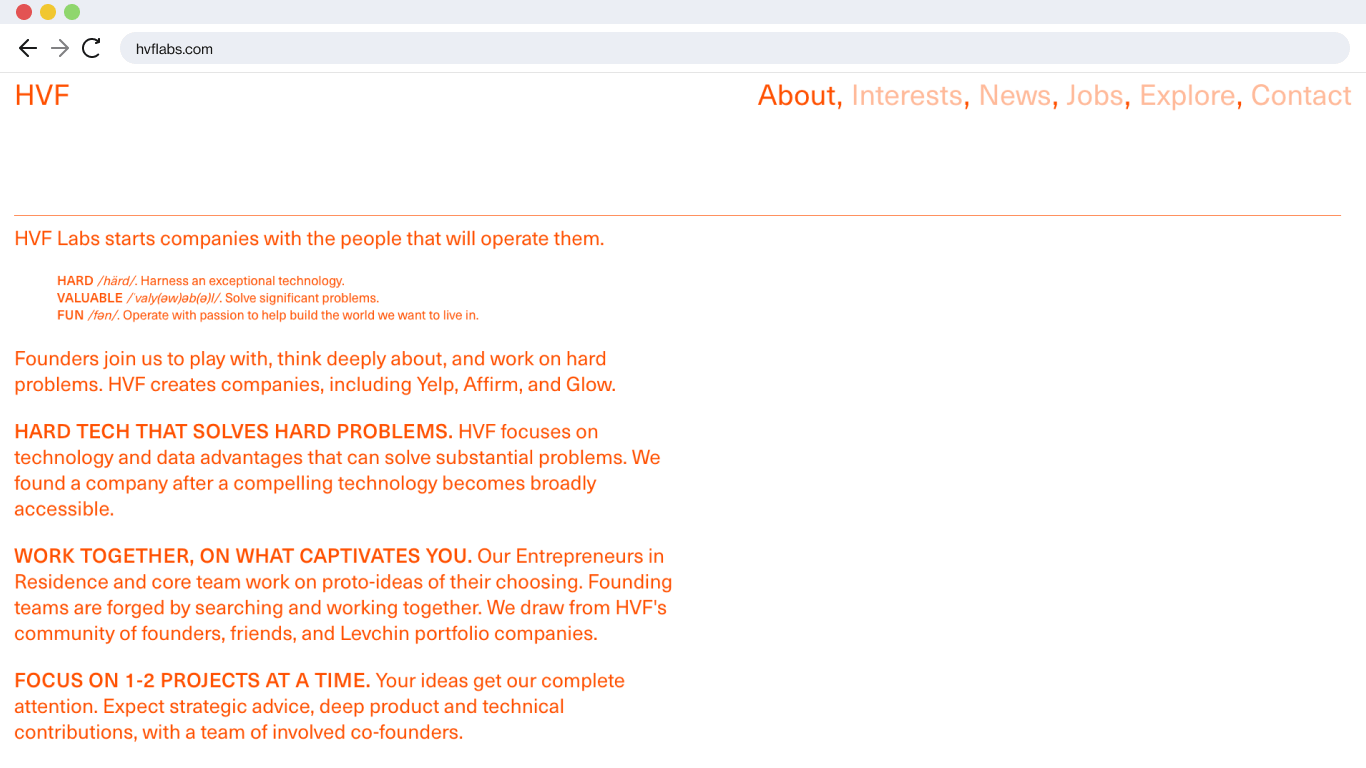 hvflabs.com
HVF
About, Interests, News, Jobs, Explore, Contact
HVF Labs starts companies with the people that will operate them.
HARD /härd/. Harness an exceptional technology.
VALUABLE /ˈvaly(əw)əb(ə)l/. Solve significant problems.
FUN /fən/. Operate with passion to help build the world we want to live in.
Founders join us to play with, think deeply about, and work on hard
problems. HVF creates companies, including Yelp, Affirm, and Glow.
HARD TECH THAT SOLVES HARD PROBLEMS. HVF focuses on
technology and data advantages that can solve substantial problems. We
found a company after a compelling technology becomes broadly
accessible.
WORK TOGETHER, ON WHAT CAPTIVATES YOU. Our Entrepreneurs in
Residence and core team work on proto-ideas of their choosing. Founding
teams are forged by searching and working together. We draw from HVF's
community of founders, friends, and Levchin portfolio companies.
FOCUS ON 1-2 PROJECTS AT A TIME. Your ideas get our complete
attention. Expect strategic advice, deep product and technical
contributions, with a team of involved co-founders.